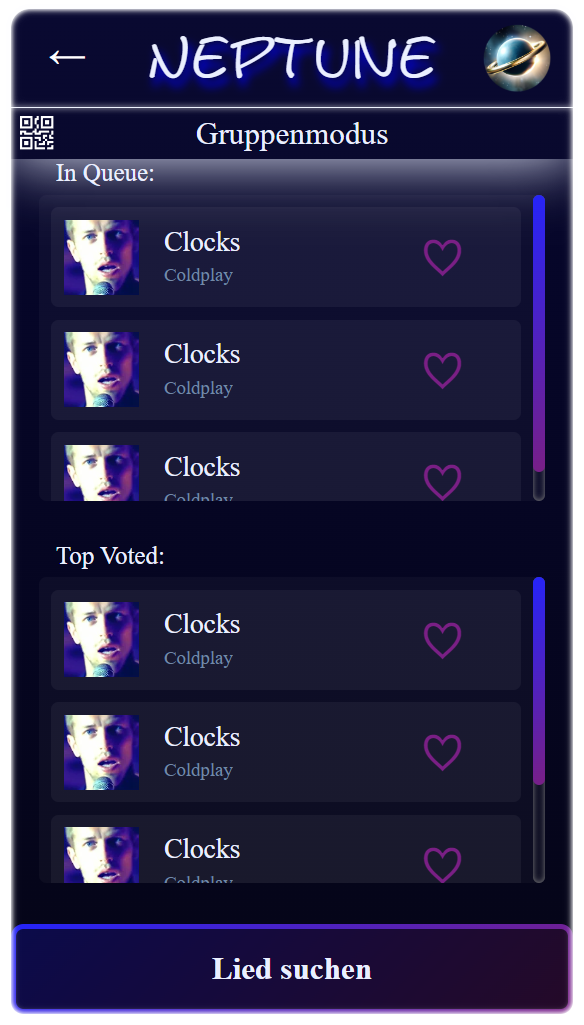 ←
NEPTUNE
Gruppenmodus
In Queue:
Clocks
Coldplay
Clocks
Coldplay
Clocks
Coldplay
Top Voted:
Clocks
Coldplay
Clocks
Coldplay
Clocks
Coldplay
Lied suchen